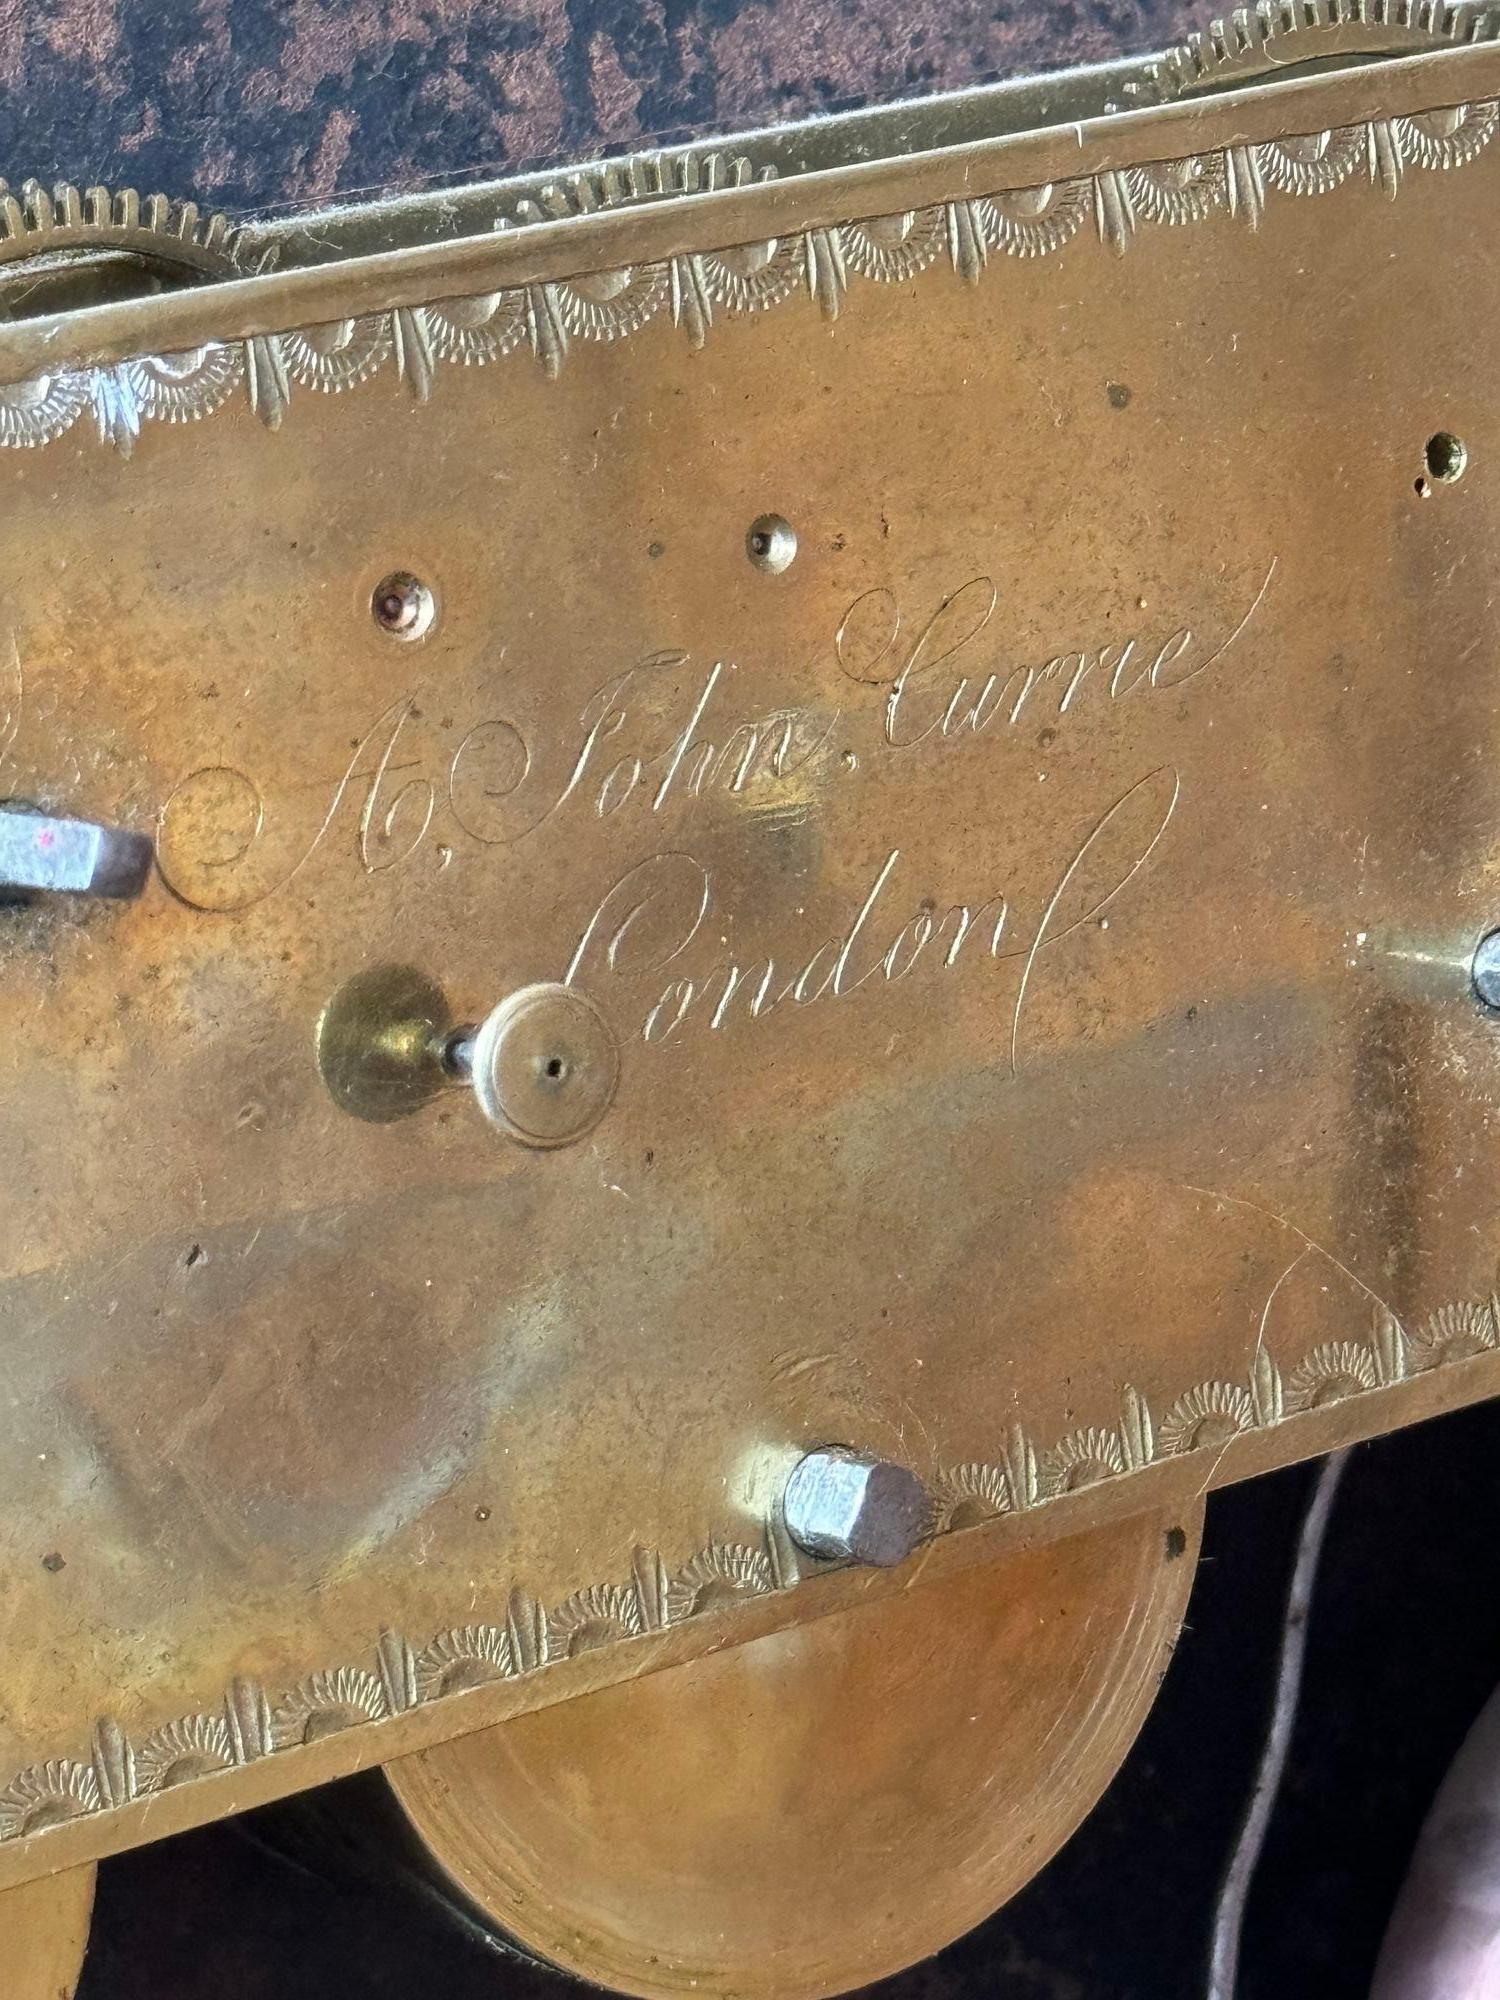 A, John, Currie
London